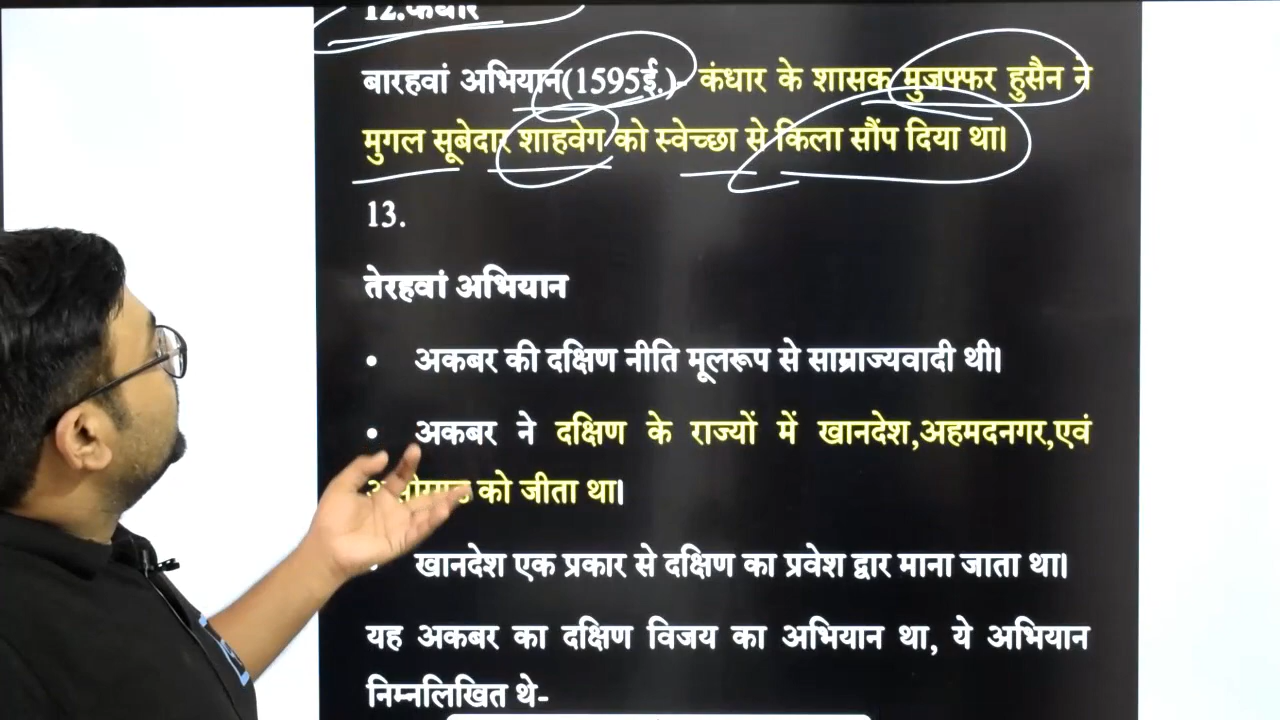 12.कंधार
बारहवां अभियान(1595ई.)- कंधार के शासक मुजफ्फर हुसैन ने
मुगल सूबेदार शाहवेग को स्वेच्छा से किला सौंप दिया था।
13.
तेरहवां अभियान
• अकबर की दक्षिण नीति मूलरूप से साम्राज्यवादी थी।
• अकबर ने दक्षिण के राज्यों में खानदेश,अहमदनगर,एवं
को जीता था।
• खानदेश एक प्रकार से दक्षिण का प्रवेश द्वार माना जाता था।
यह अकबर का दक्षिण विजय का अभियान था, ये अभियान
निम्नलिखित थे-